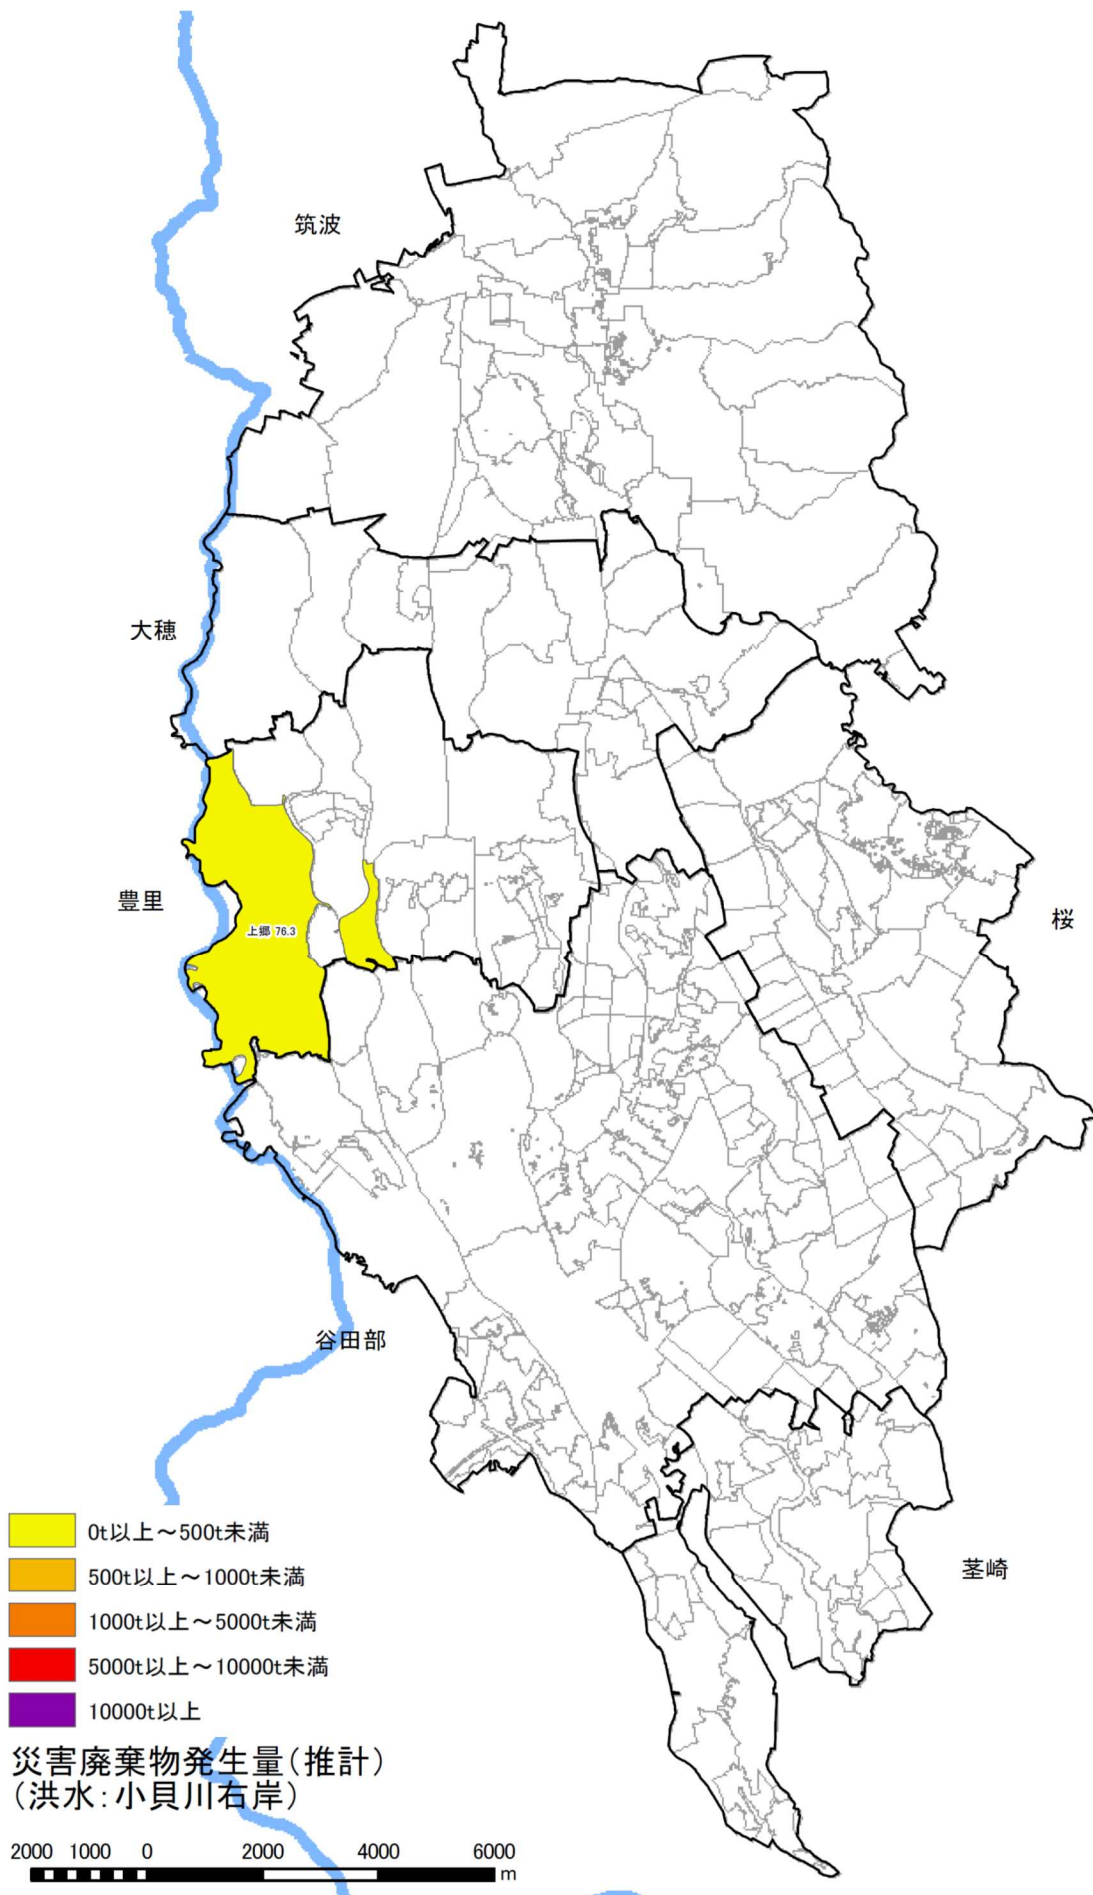 筑波
大穂
豊里
上郷 76.3
桜
谷田部
茎崎
0t以上～500t未満
500t以上～1000t未満
1000t以上～5000t未満
5000t以上～10000t未満
10000t以上
災害廃棄物発生量（推計）
（洪水：小貝川右岸）
2000 1000 0 2000 4000 6000
m